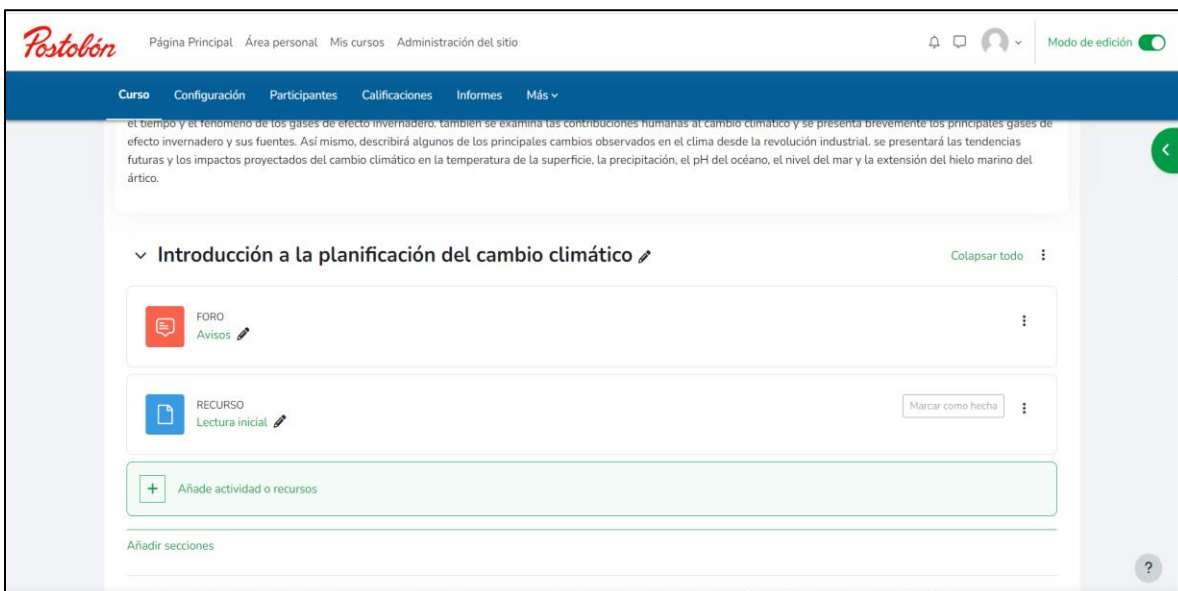 Postobón
Página Principal Área personal Mis cursos Administración del sitio
Modo de edición
Curso Configuración Participantes Calificaciones Informes Más
el tiempo y el fenómeno de los gases de efecto invernadero. también se examina las contribuciones humanas al cambio climático y se presenta brevemente los principales gases de
efecto invernadero y sus fuentes. Así mismo, describirá algunos de los principales cambios observados en el clima desde la revolución industrial. se presentará las tendencias
futuras y los impactos proyectados del cambio climático en la temperatura de la superficie, la precipitación, el pH del océano, el nivel del mar y la extensión del hielo marino del
ártico.
Introducción a la planificación del cambio climático
Colapsar todo
FORO
Avisos
RECURSO
Lectura inicial
Marcar como hecha
+ Añade actividad o recursos
Añadir secciones
?